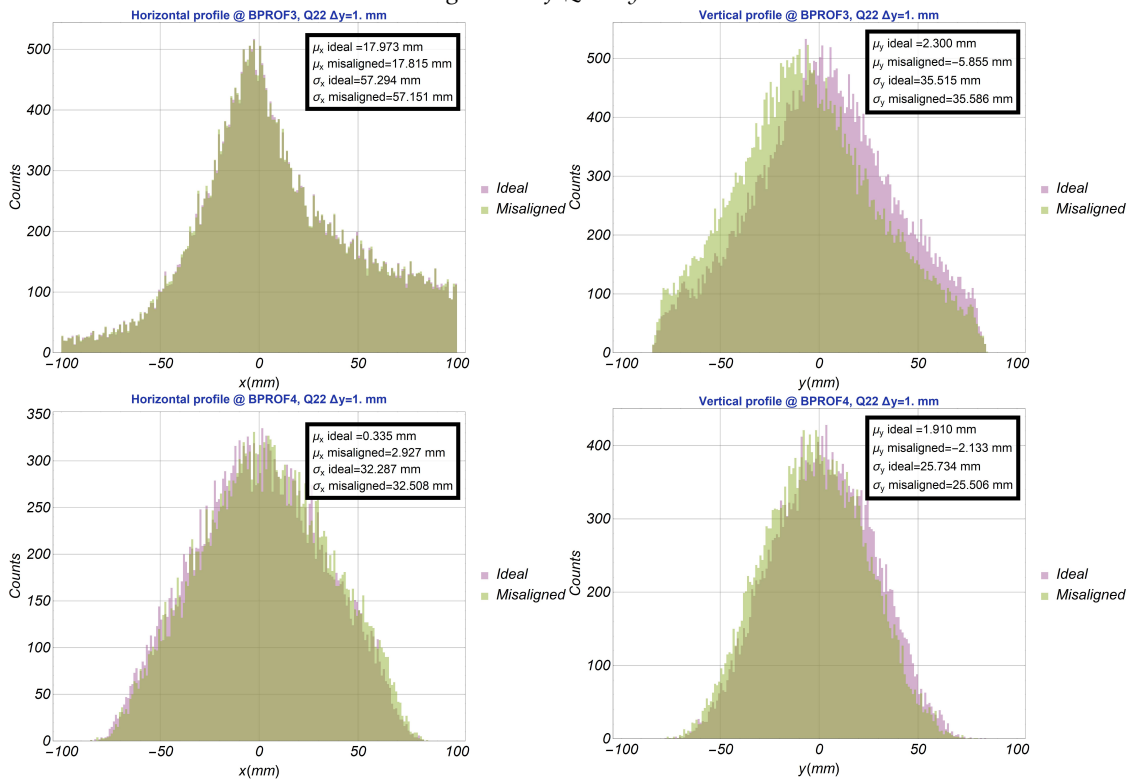 Horizontal profile @ BPROF3, Q22 Δy=1. mm
μx ideal =17.973 mm
μx misaligned=17.815 mm
σx ideal=57.294 mm
σx misaligned=57.151 mm
Counts
500
400
300
200
100
0
−100
−50
0
50
100
x(mm)
Ideal
Misaligned
Vertical profile @ BPROF3, Q22 Δy=1. mm
μy ideal =2.300 mm
μy misaligned=−5.855 mm
σy ideal=35.515 mm
σy misaligned=35.586 mm
Counts
500
400
300
200
100
0
−100
−50
0
50
100
y(mm)
Ideal
Misaligned
Horizontal profile @ BPROF4, Q22 Δy=1. mm
μx ideal =0.335 mm
μx misaligned=2.927 mm
σx ideal=32.287 mm
σx misaligned=32.508 mm
Counts
350
300
250
200
150
100
50
0
−100
−50
0
50
100
x(mm)
Ideal
Misaligned
Vertical profile @ BPROF4, Q22 Δy=1. mm
μy ideal =1.910 mm
μy misaligned=−2.133 mm
σy ideal=25.734 mm
σy misaligned=25.506 mm
Counts
400
300
200
100
0
−100
−50
0
50
100
y(mm)
Ideal
Misaligned